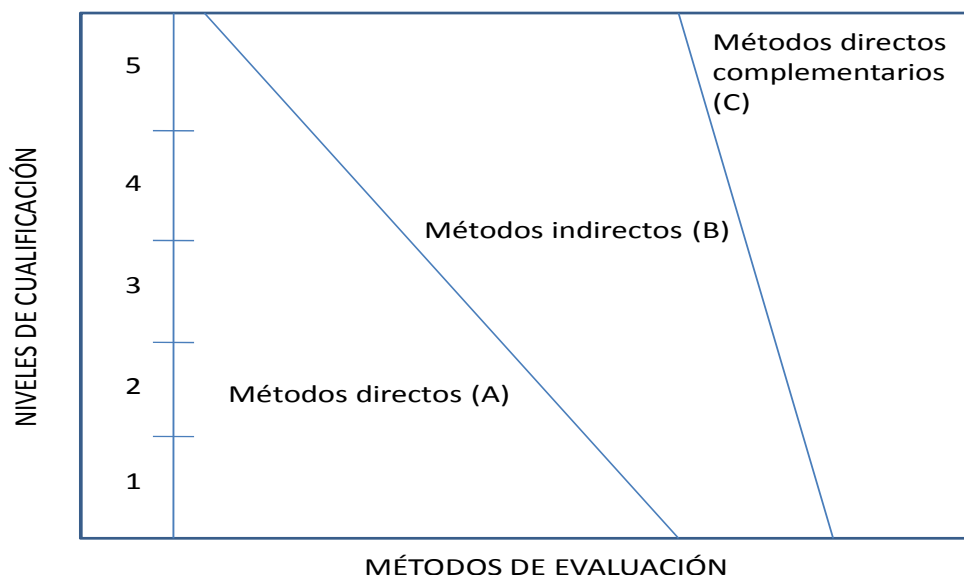 Métodos directos
complementarios
(C)
5
4
Métodos indirectos (B)
3
2
Métodos directos (A)
1
NIVELES DE CUALIFICACIÓN
MÉTODOS DE EVALUACIÓN